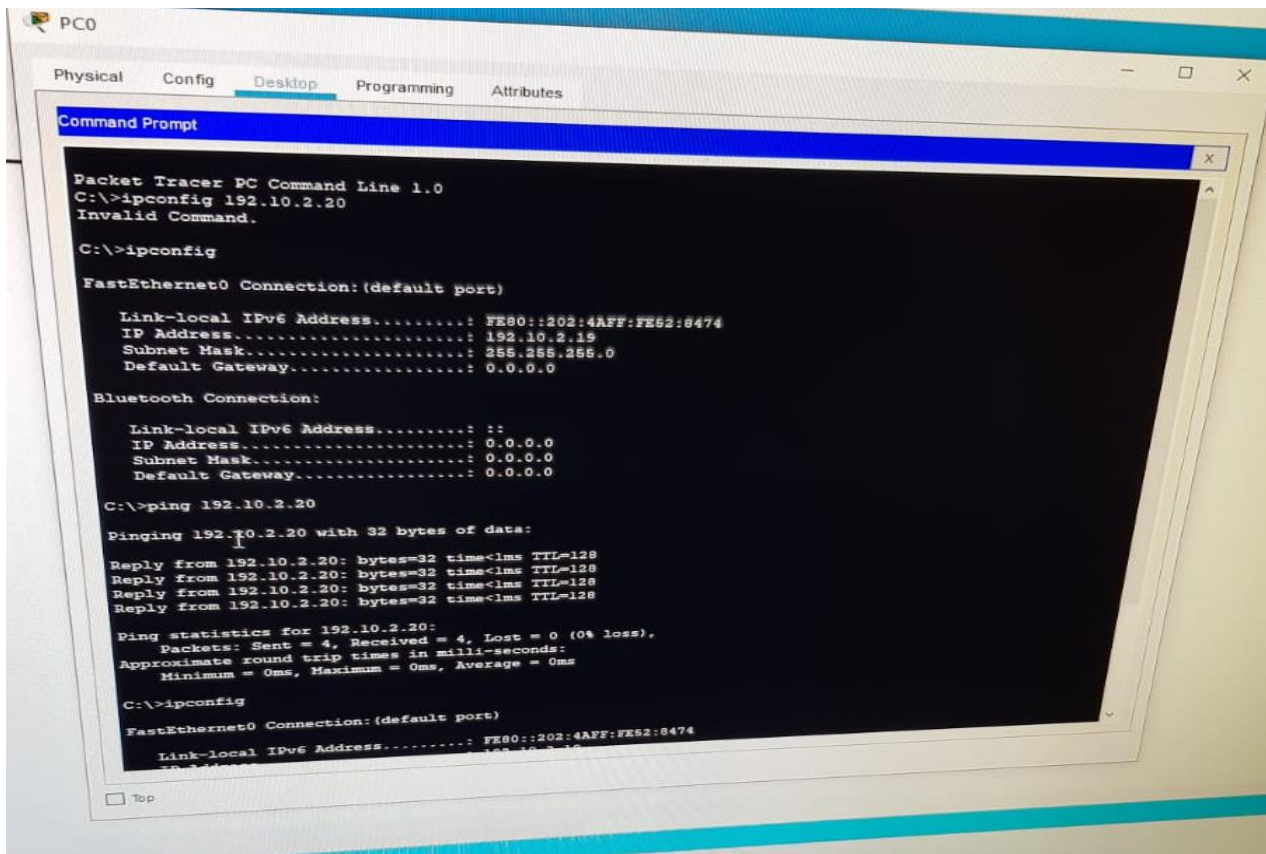 PC0
Physical Config Desktop Programming Attributes
Command Prompt
X
Packet Tracer PC Command Line 1.0
C:\>ipconfig 192.10.2.20
Invalid Command.
C:\>ipconfig
FastEthernet0 Connection:(default port)
Link-local IPv6 Address.........: FE80::202:4AFF:FE52:8474
IP Address......................: 192.10.2.19
Subnet Mask.....................: 255.255.255.0
Default Gateway.................: 0.0.0.0
Bluetooth Connection:
Link-local IPv6 Address.........: ::
IP Address......................: 0.0.0.0
Subnet Mask.....................: 0.0.0.0
Default Gateway.................: 0.0.0.0
C:\>ping 192.10.2.20
Pinging 192.10.2.20 with 32 bytes of data:
Reply from 192.10.2.20: bytes=32 time<1ms TTL=128
Reply from 192.10.2.20: bytes=32 time<1ms TTL=128
Reply from 192.10.2.20: bytes=32 time<1ms TTL=128
Reply from 192.10.2.20: bytes=32 time<1ms TTL=128
Ping statistics for 192.10.2.20:
Packets: Sent = 4, Received = 4, Lost = 0 (0% loss),
Approximate round trip times in milli-seconds:
Minimum = 0ms, Maximum = 0ms, Average = 0ms
C:\>ipconfig
FastEthernet0 Connection:(default port)
Link-local IPv6 Address.........: FE80::202:4AFF:FE52:8474
Top